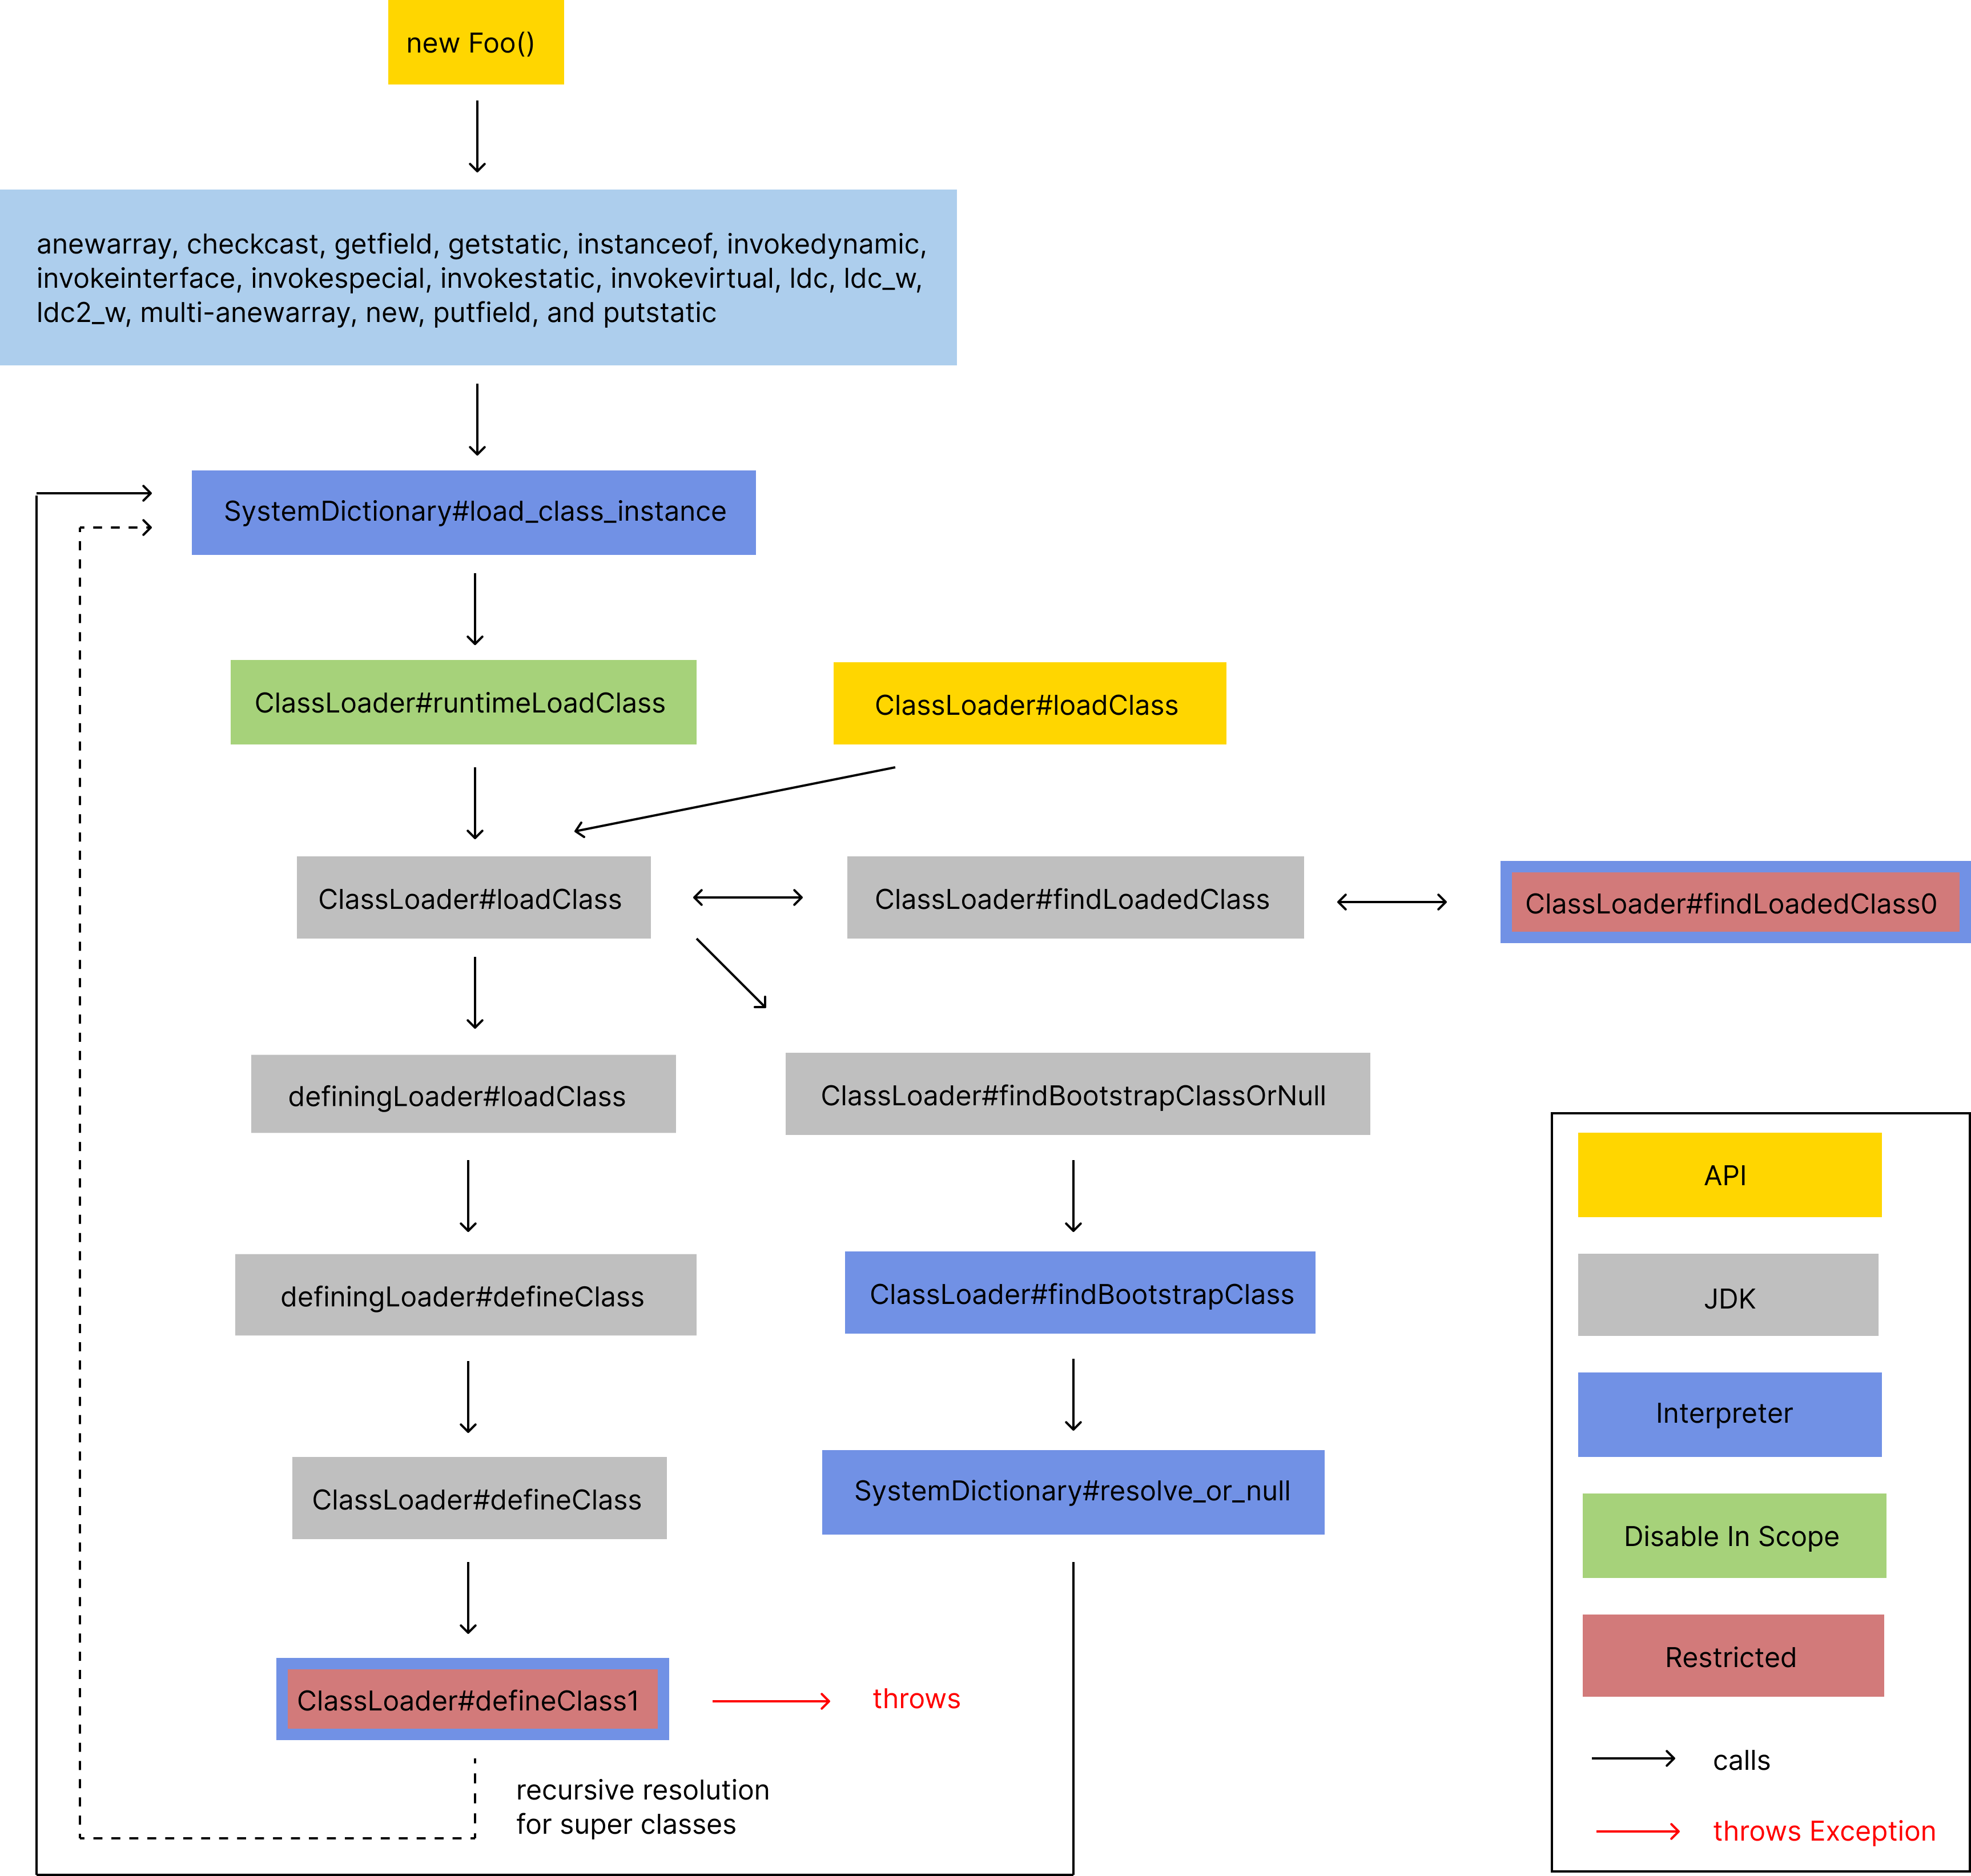 new Foo()
anewarray, checkcast, getfield, getstatic, instanceof, invokedynamic,
invokeinterface, invokespecial, invokestatic, invokevirtual, ldc, ldc_w,
ldc2_w, multi-anewarray, new, putfield, and putstatic
SystemDictionary#load_class_instance
ClassLoader#runtimeLoadClass
ClassLoader#loadClass
ClassLoader#loadClass
ClassLoader#findLoadedClass
ClassLoader#findLoadedClass0
definingLoader#loadClass
ClassLoader#findBootstrapClassOrNull
definingLoader#defineClass
ClassLoader#findBootstrapClass
ClassLoader#defineClass
SystemDictionary#resolve_or_null
ClassLoader#defineClass1
throws
recursive resolution
for super classes
API
JDK
Interpreter
Disable In Scope
Restricted
calls
throws Exception